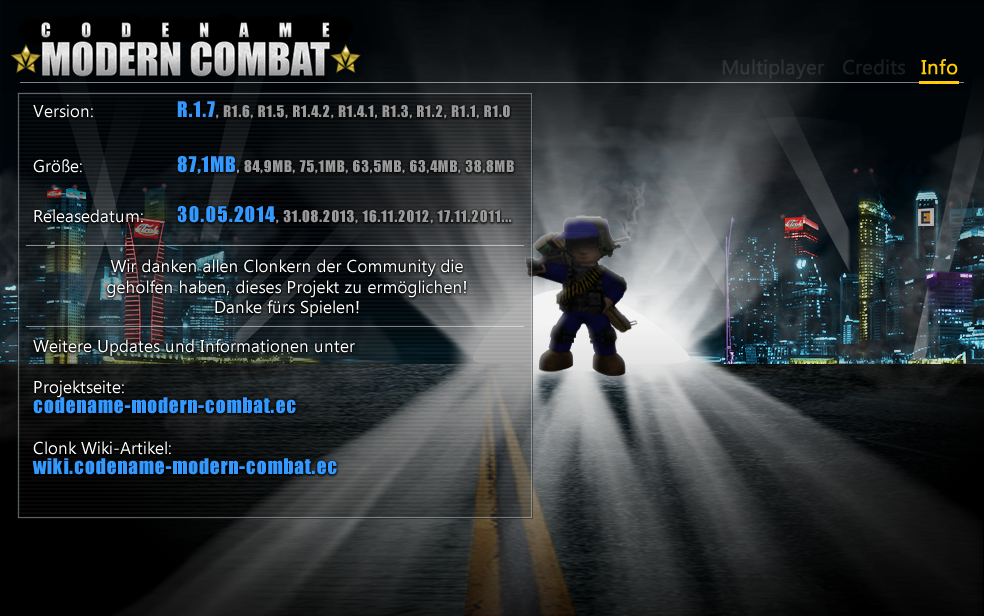 CODENAME
MODERN COMBAT
Multiplayer Credits Info
Version: R.1.7, R1.6, R1.5, R1.4.2, R1.4.1, R1.3, R1.2, R1.1, R1.0
Größe: 87,1MB, 84,9MB, 75,1MB, 63,5MB, 63,4MB, 38,8MB
Releasedatum: 30.05.2014, 31.08.2013, 16.11.2012, 17.11.2011...
Wir danken allen Clonkern der Community die
geholfen haben, dieses Projekt zu ermöglichen!
Danke fürs Spielen!
Weitere Updates und Informationen unter
Projektseite:
codename-modern-combat.ec
Clonk Wiki-Artikel:
wiki.codename-modern-combat.ec